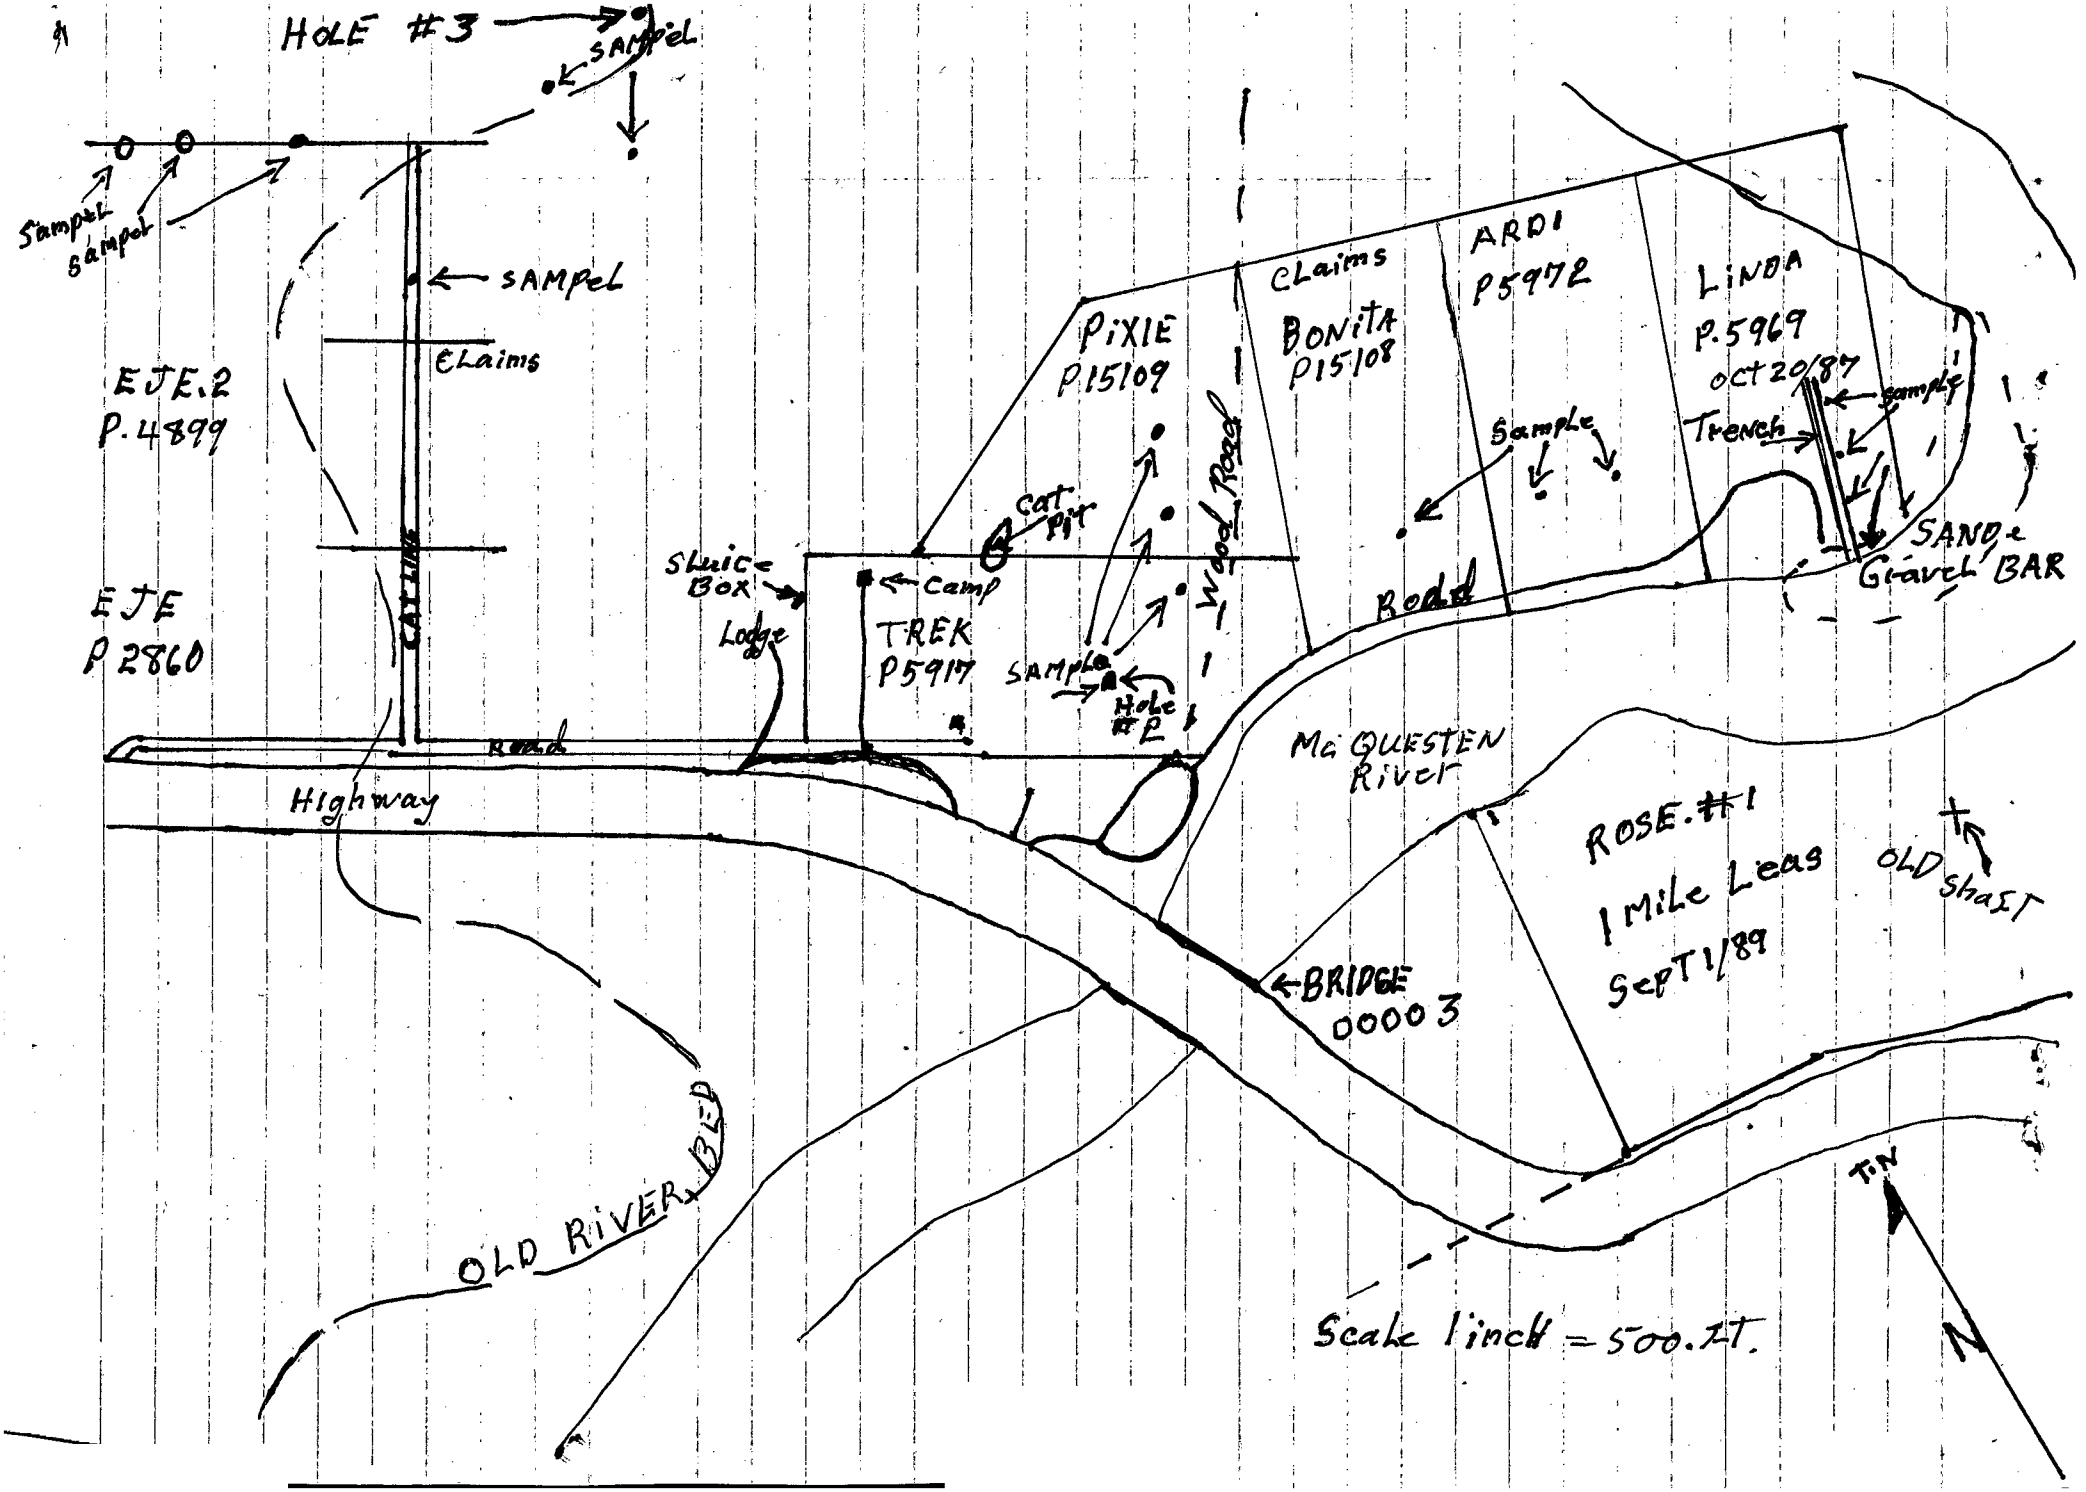 HOLE #3
SAMPEL
SampEL
Sampel
SAMPeL
CLaims
EJE.2
P.4899
EJE
P 2860
CAT LINE
Road
Highway
OLD RIVER BED
SLuice
BOX
Lodge
Camp
TREK
P5917
Cat
Pit
PiXIE
P15109
SAMpLe
HoLe
# 2
Wood Road
CLaims
BONITA
P15108
ARDI
P5972
LINDA
P.5969
OCT 20/87
Sample
Trench
SampLe
Road
SAND &
Gravel BAR
Mc QUESTEN
River
ROSE.#1
1 MiLe Leas
SepT 1/89
OLD
ShaFT
BRIDGE
00003
T.N
N
Scale 1 incH = 500.FT.